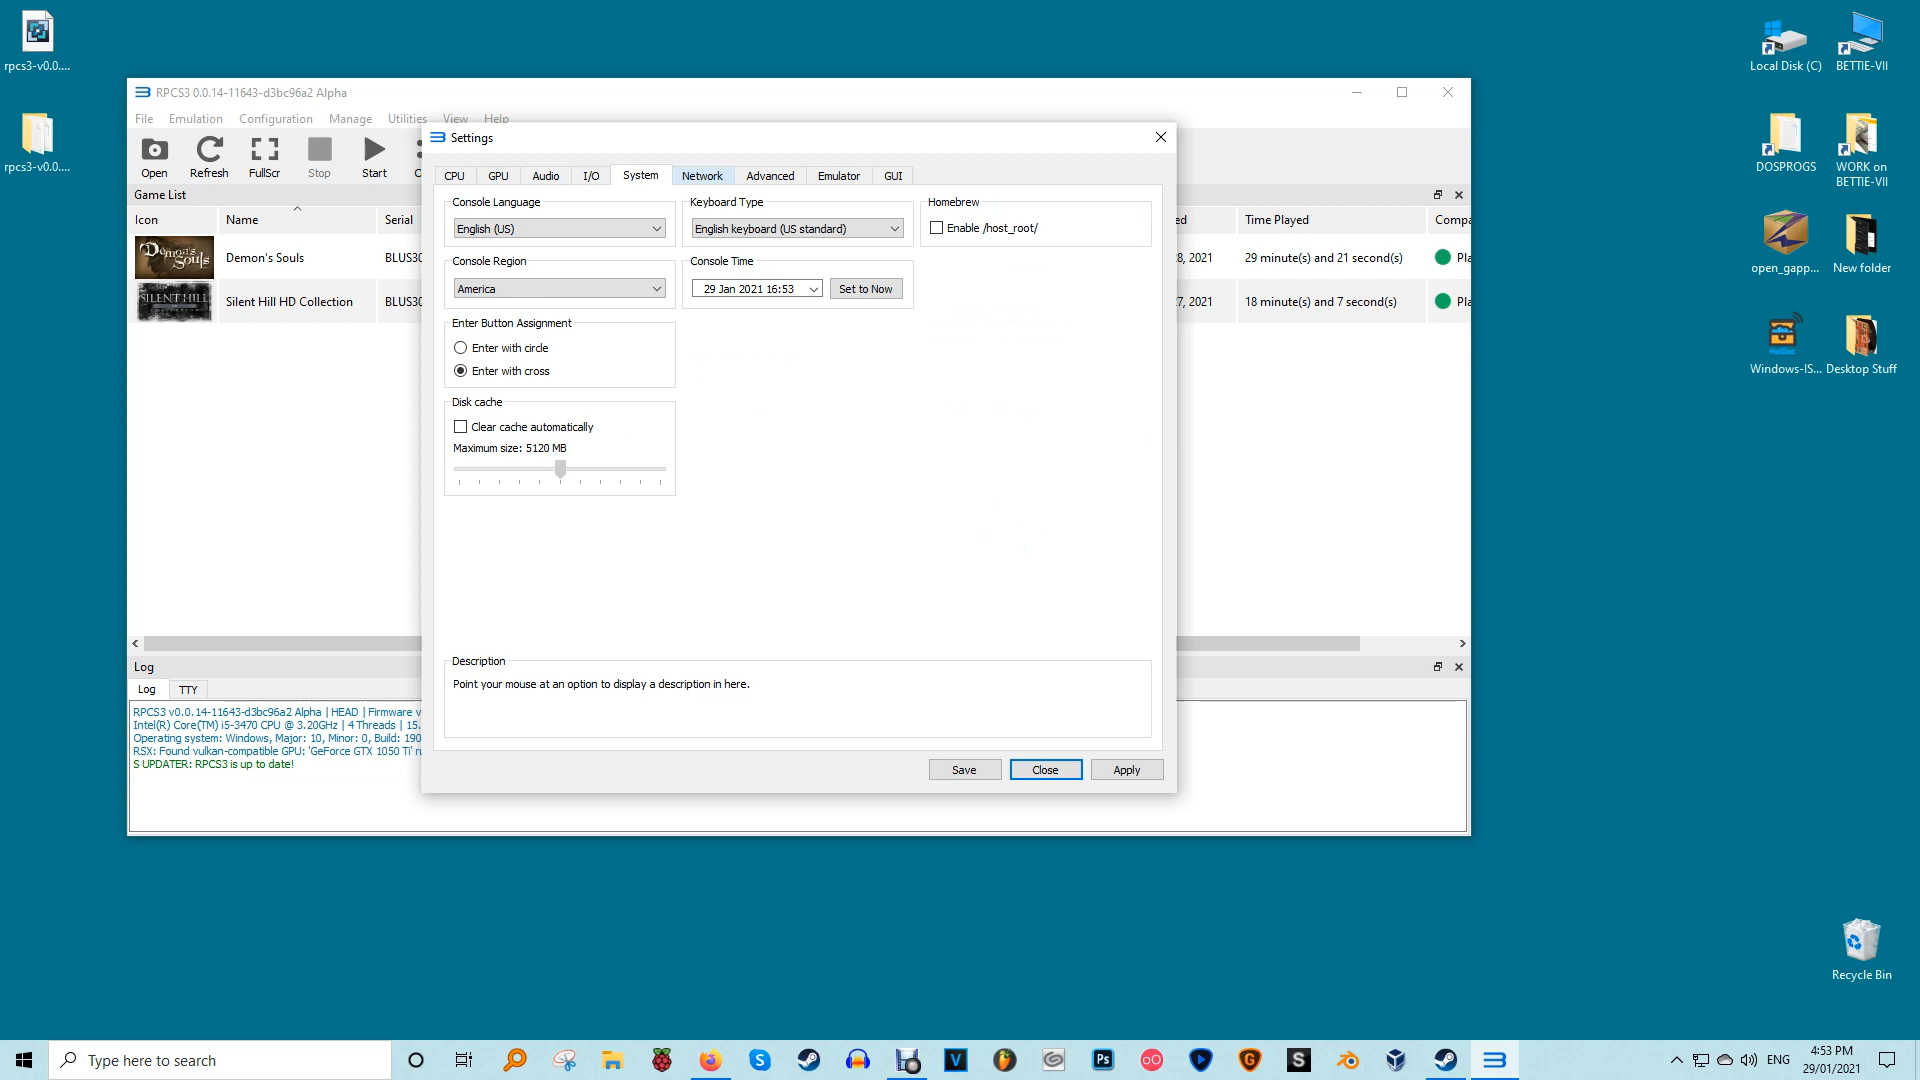 rpcs3-v0.0....
rpcs3-v0.0....
RPCS3 0.0.14-11643-d3bc96a2 Alpha
File Emulation Configuration Manage Utilities View Help
Open Refresh FullScr Stop Start
Game List
Icon Name Serial
Time Played
Demon's Souls BLUS30
8, 2021 29 minute(s) and 21 second(s)
Silent Hill HD Collection BLUS30
7, 2021 18 minute(s) and 7 second(s)
Settings
CPU GPU Audio I/O System Network Advanced Emulator GUI
Console Language
English (US)
Keyboard Type
English keyboard (US standard)
Homebrew
Enable /host_root/
Console Region
America
Console Time
29 Jan 2021 16:53 Set to Now
Enter Button Assignment
Enter with circle
Enter with cross
Disk cache
Clear cache automatically
Maximum size: 5120 MB
Description
Point your mouse at an option to display a description in here.
Save Close Apply
Log
Log TTY
RPCS3 v0.0.14-11643-d3bc96a2 Alpha | HEAD | Firmware v
Intel(R) Core(TM) i5-3470 CPU @ 3.20GHz | 4 Threads | 15.
Operating system: Windows, Major: 10, Minor: 0, Build: 190
RSX: Found vulkan-compatible GPU: 'GeForce GTX 1050 Ti' ru
S UPDATER: RPCS3 is up to date!
Local Disk (C) BETTIE-VII
DOSPROGS
WORK on
BETTIE-VII
open_gapp... New folder
Windows-IS... Desktop Stuff
Recycle Bin
Type here to search
ENG
4:53 PM
29/01/2021